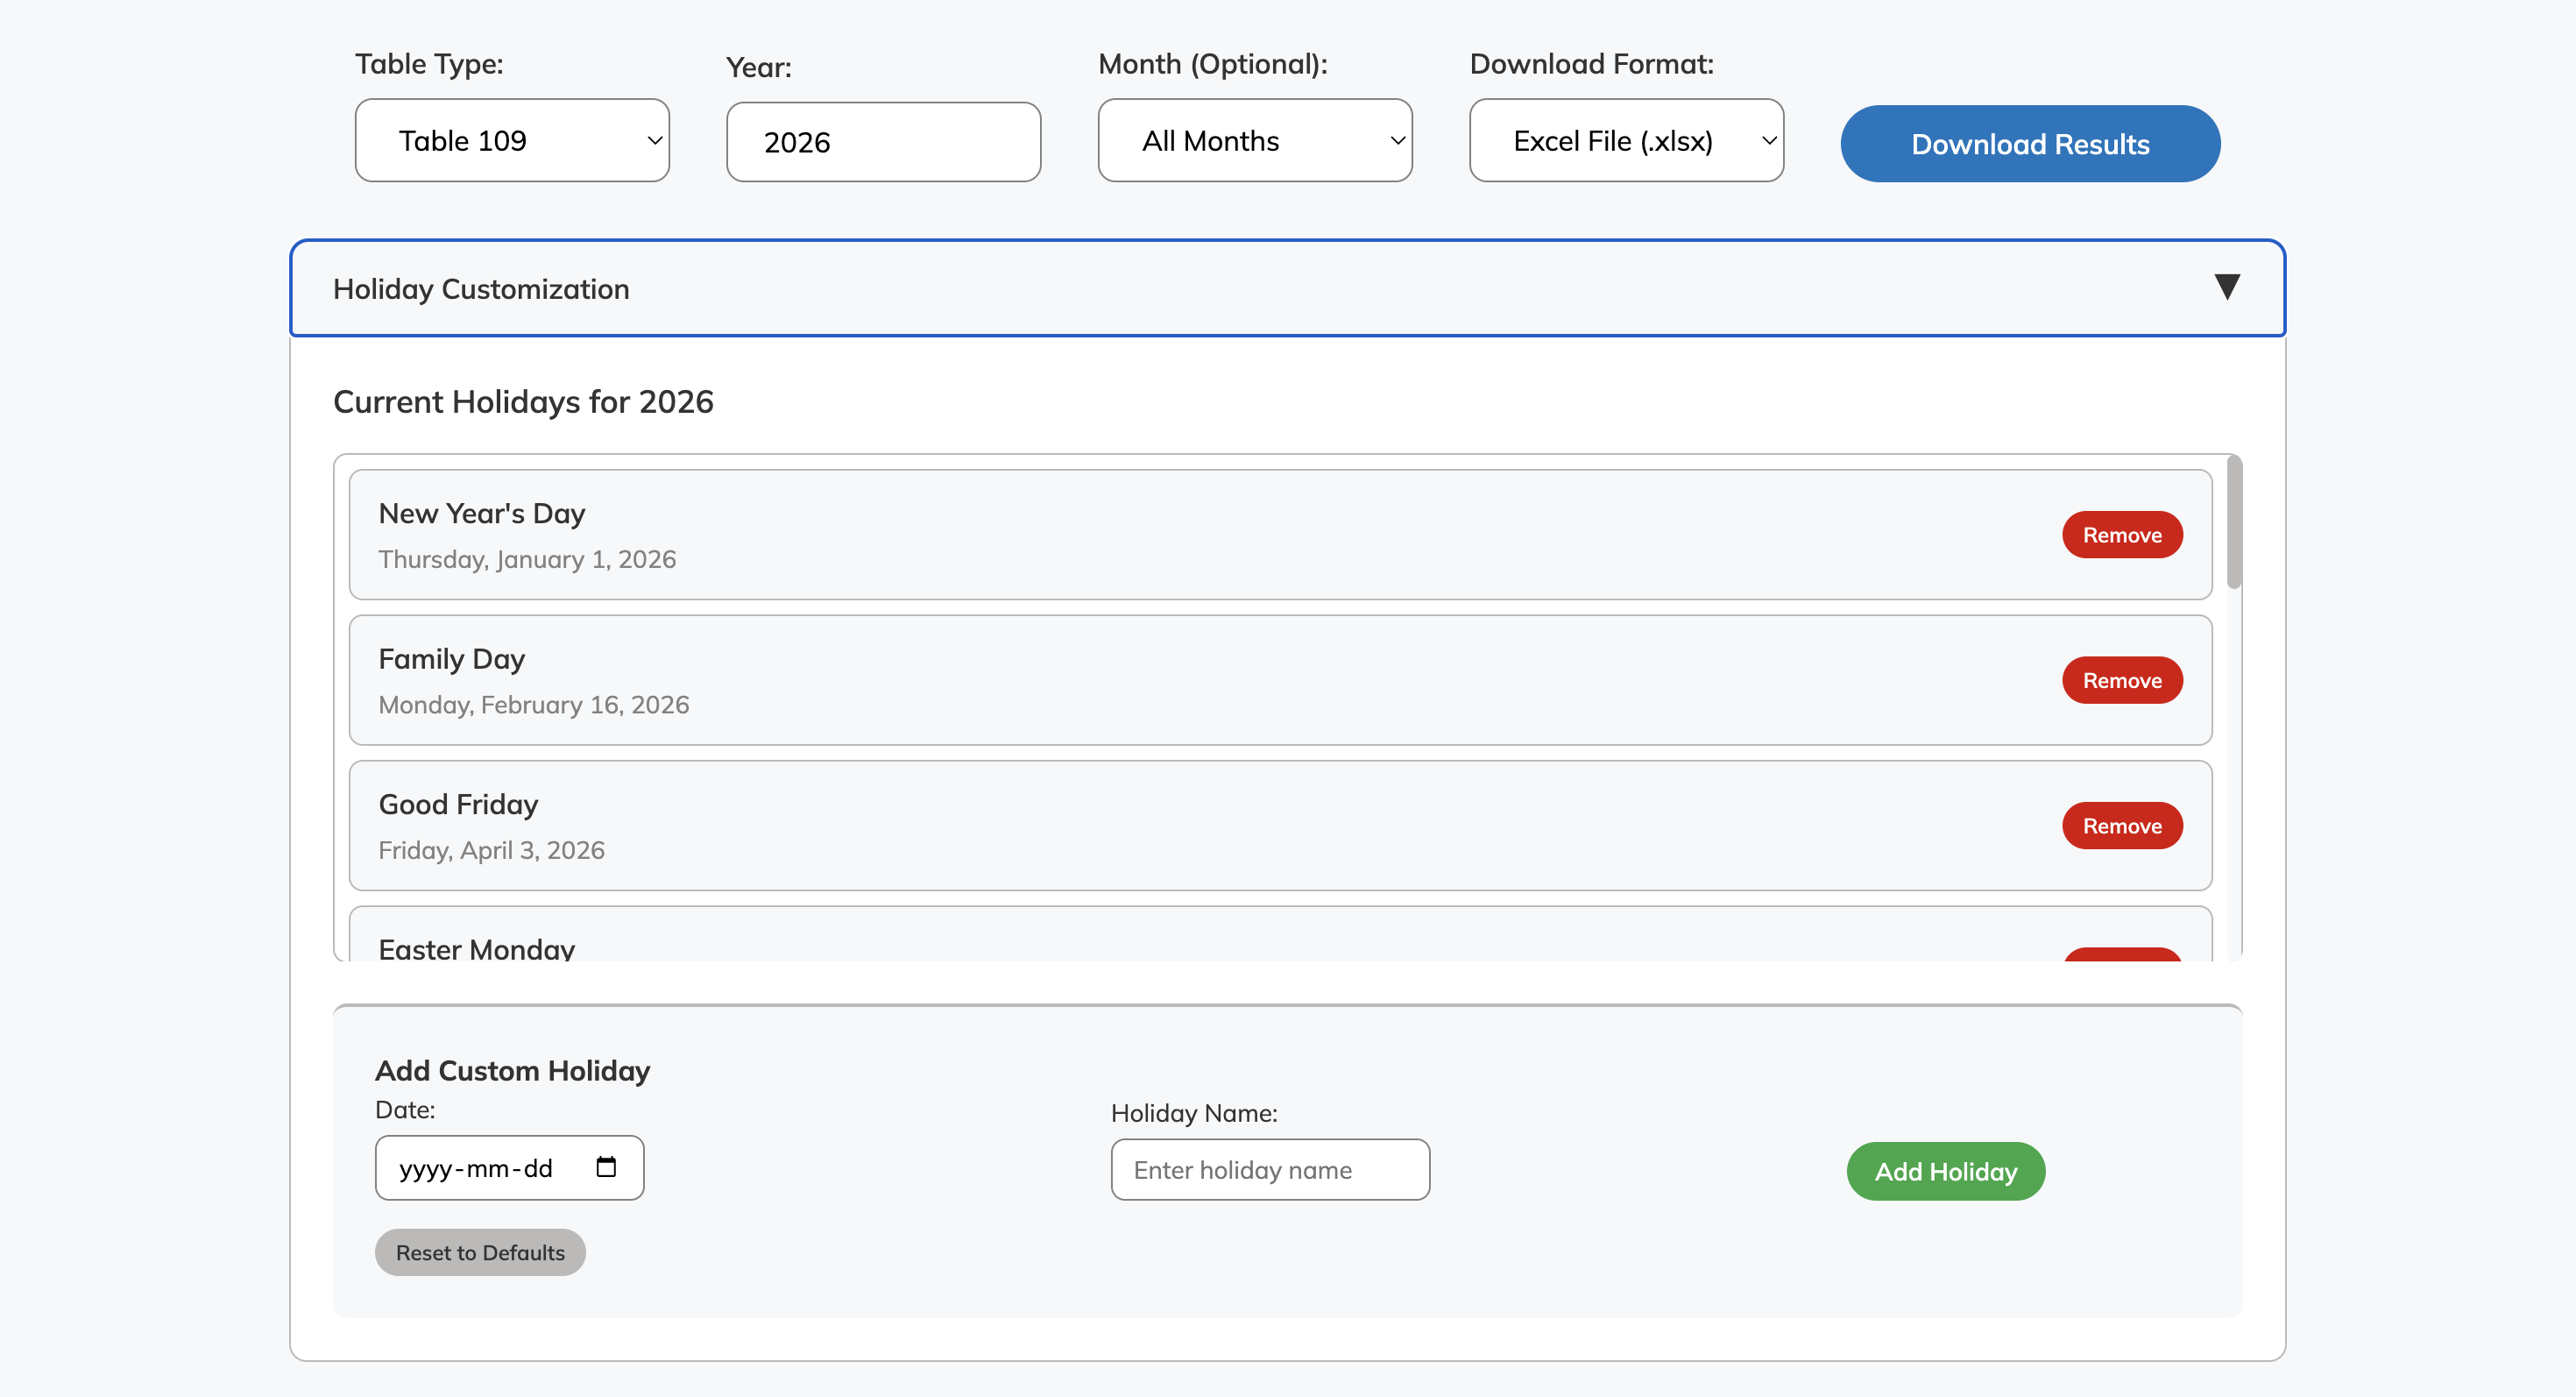 Table Type:
Year:
Month (Optional):
Download Format:
Table 109
2026
All Months
Excel File (.xlsx)
Download Results
Holiday Customization
Current Holidays for 2026
New Year's Day
Thursday, January 1, 2026
Remove
Family Day
Monday, February 16, 2026
Remove
Good Friday
Friday, April 3, 2026
Remove
Easter Monday
Add Custom Holiday
Date:
yyyy-mm-dd
Holiday Name:
Enter holiday name
Add Holiday
Reset to Defaults